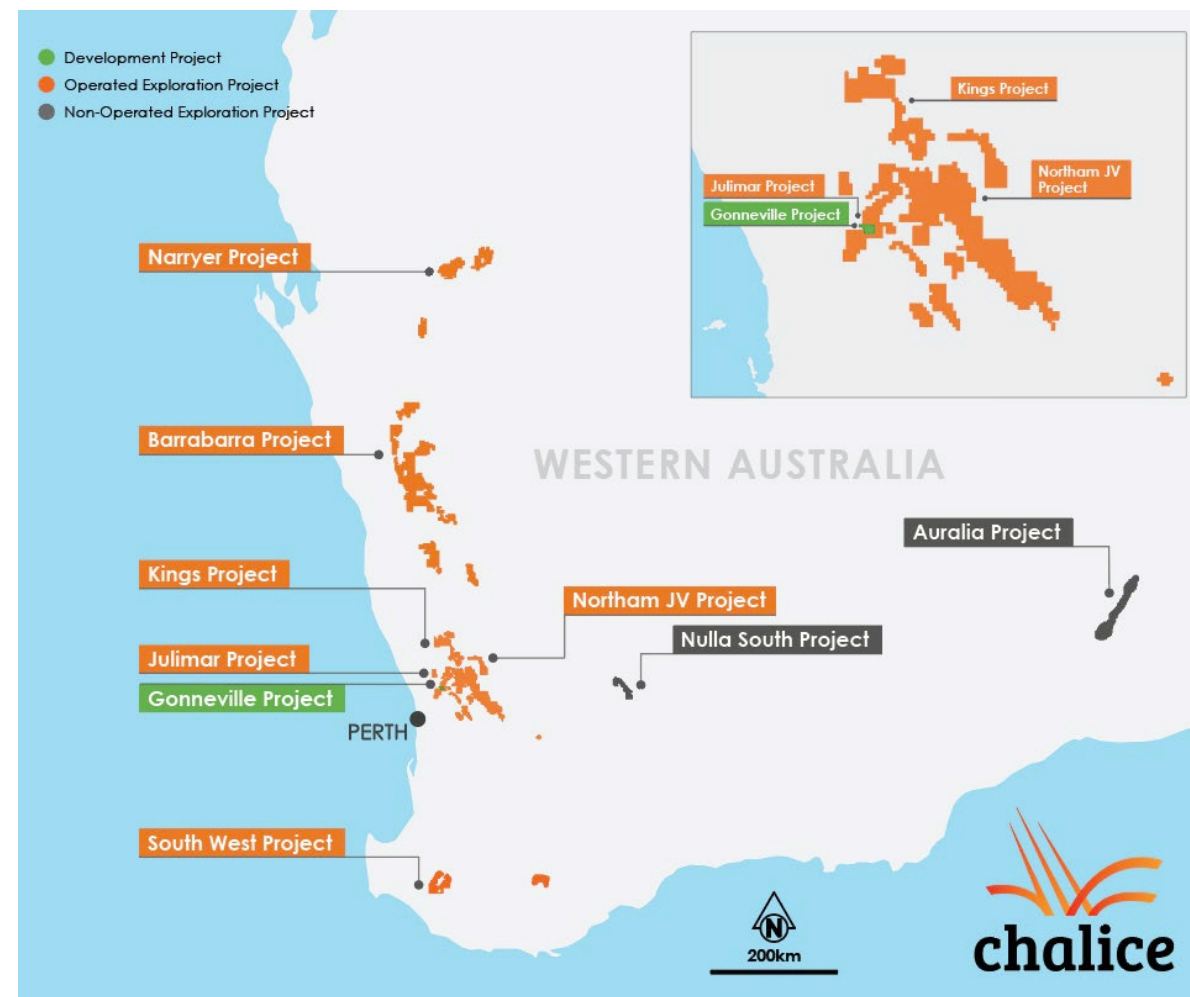 Development Project
Operated Exploration Project
Non-Operated Exploration Project
Kings Project
Julimar Project
Gonneville Project
Northam JV
Project
Narryer Project
Barrabarra Project
WESTERN AUSTRALIA
Auralia Project
Kings Project
Northam JV Project
Nulla South Project
Julimar Project
Gonneville Project
PERTH
South West Project
N
200km
chalice